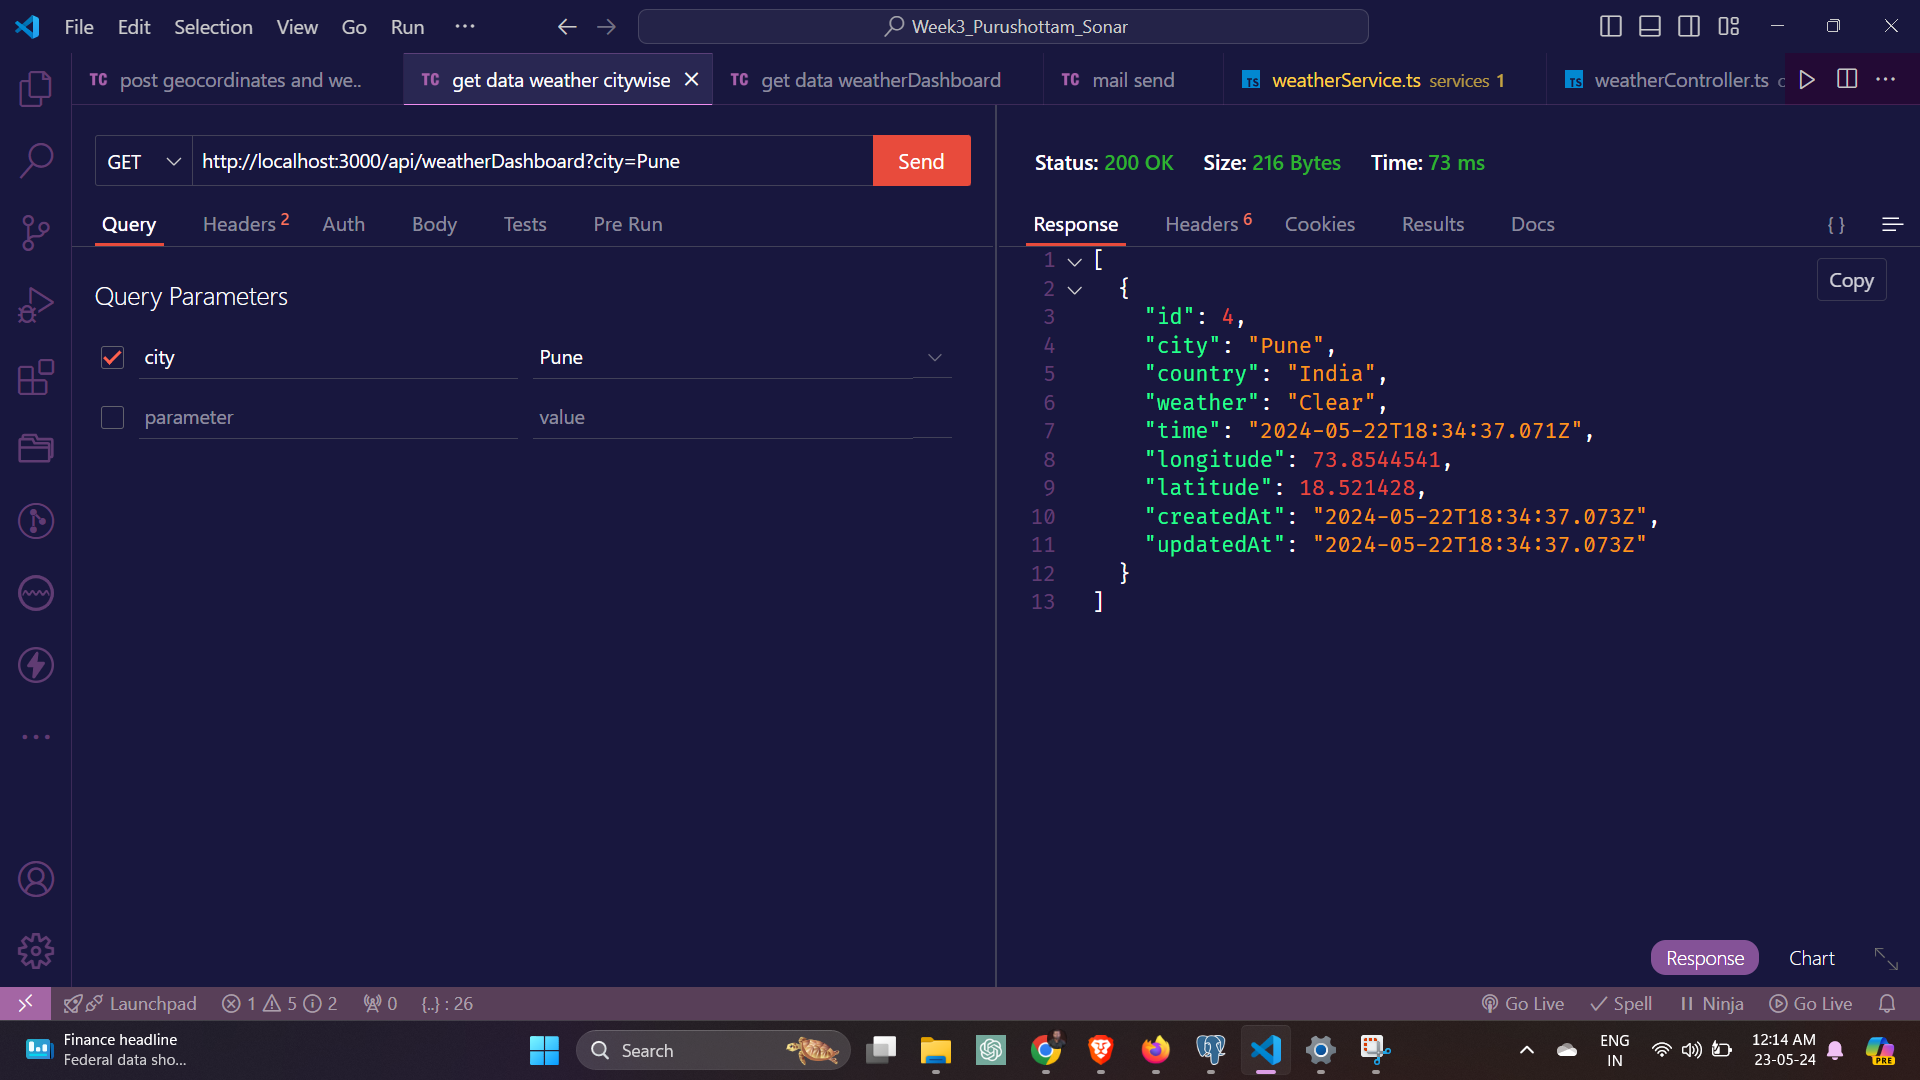 File Edit Selection View Go Run ...
Week3_Purushottam_Sonar
TC post geocordinates and we..
TC get data weather citywise
TC get data weatherDashboard
TC mail send
TS weatherService.ts services 1
TS weatherController.ts c
GET http://localhost:3000/api/weatherDashboard?city=Pune Send
Query Headers 2 Auth Body Tests Pre Run
Query Parameters
city Pune
parameter value
Status: 200 OK Size: 216 Bytes Time: 73 ms
Response Headers 6 Cookies Results Docs { }
Copy
1 [
2 {
3 "id": 4,
4 "city": "Pune",
5 "country": "India",
6 "weather": "Clear",
7 "time": "2024-05-22T18:34:37.071Z",
8 "longitude": 73.8544541,
9 "latitude": 18.521428,
10 "createdAt": "2024-05-22T18:34:37.073Z",
11 "updatedAt": "2024-05-22T18:34:37.073Z"
12 }
13 ]
Response Chart
Launchpad 1 5 2 0 {..} : 26
Go Live Spell Ninja Go Live
Finance headline
Federal data sho...
Search
ENG
IN
12:14 AM
23-05-24
PRE